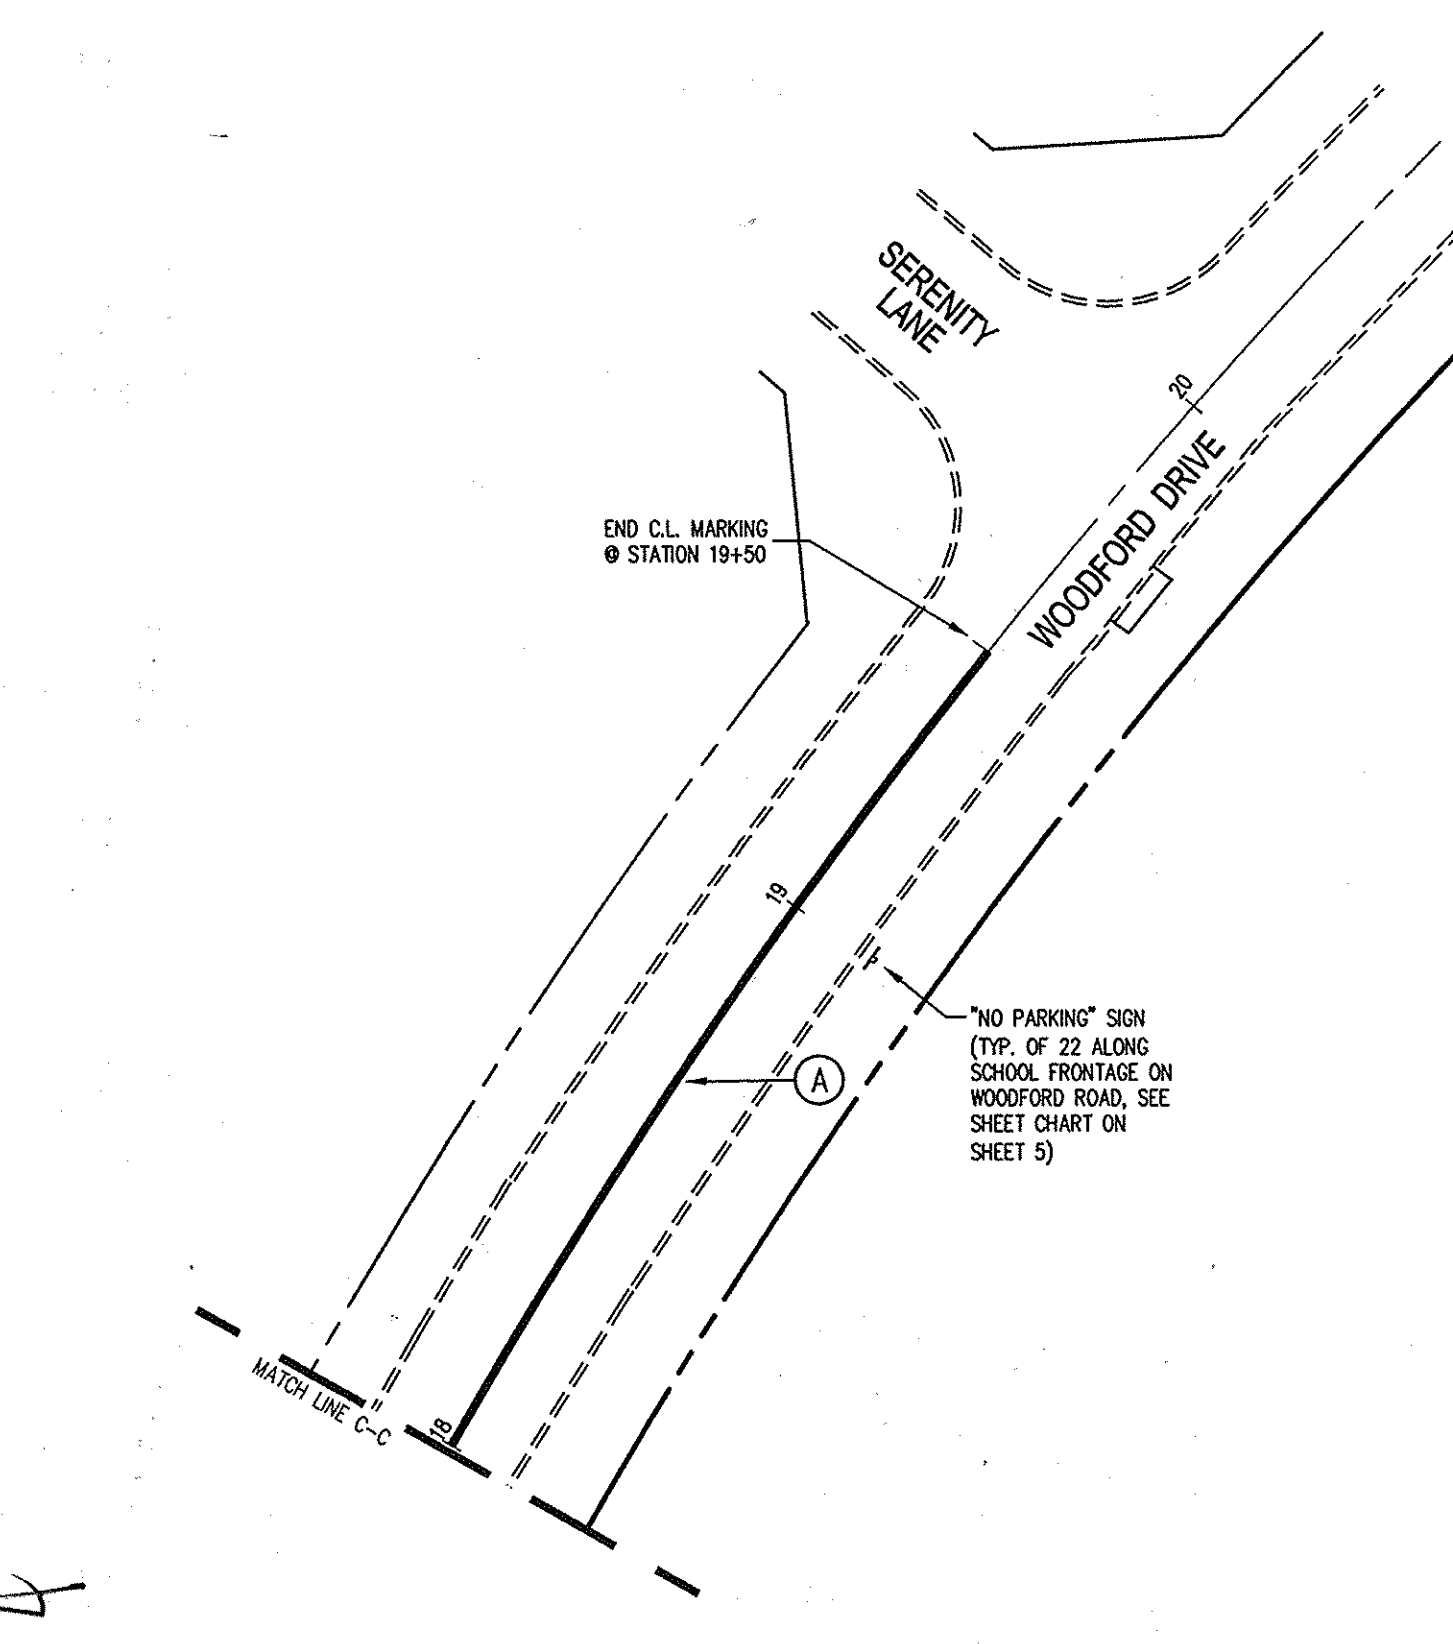 SERENITY
LANE
20
WOODFORD DRIVE
END C.L. MARKING
@ STATION 19+50
19
"NO PARKING" SIGN
(TYP. OF 22 ALONG
SCHOOL FRONTAGE ON
WOODFORD ROAD, SEE
SHEET CHART ON
SHEET 5)
A
MATCH LINE C-C
18